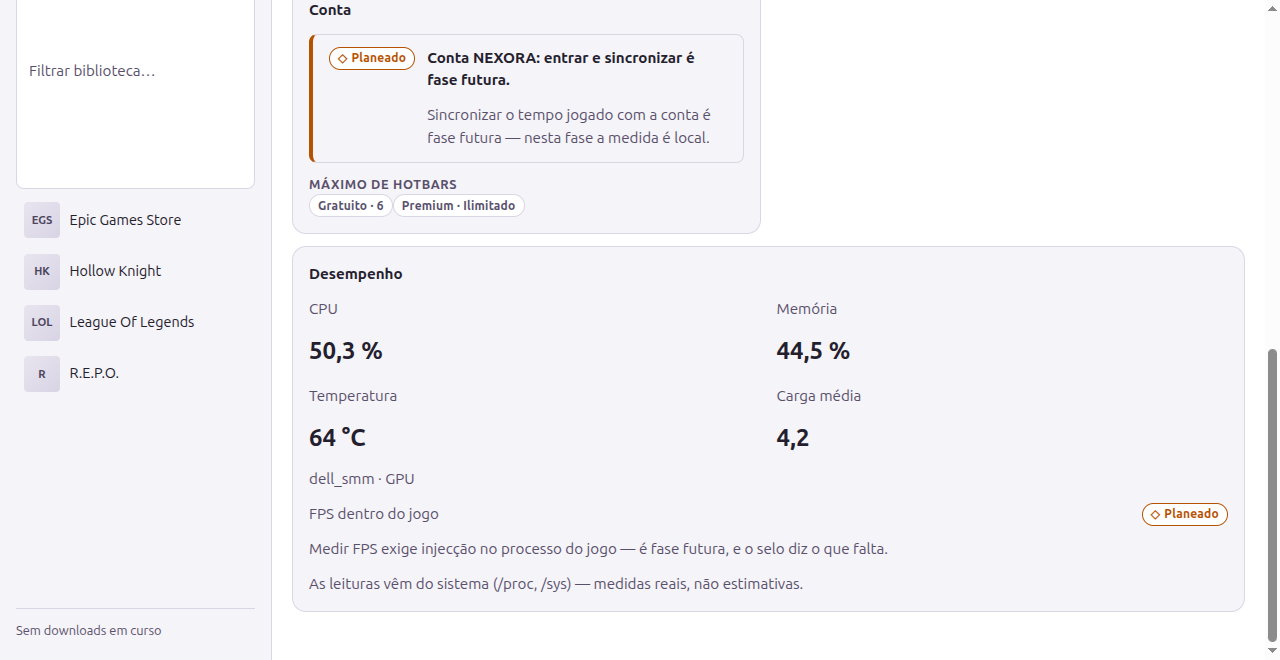 Filtrar biblioteca…
EGS Epic Games Store
HK Hollow Knight
LOL League Of Legends
R R.E.P.O.
Sem downloads em curso
Conta
◇ Planeado
Conta NEXORA: entrar e sincronizar é
fase futura.
Sincronizar o tempo jogado com a conta é
fase futura — nesta fase a medida é local.
MÁXIMO DE HOTBARS
Gratuito · 6 Premium · Ilimitado
Desempenho
CPU
50,3 %
Memória
44,5 %
Temperatura
64 °C
Carga média
4,2
dell_smm · GPU
FPS dentro do jogo ◇ Planeado
Medir FPS exige injecção no processo do jogo — é fase futura, e o selo diz o que falta.
As leituras vêm do sistema (/proc, /sys) — medidas reais, não estimativas.